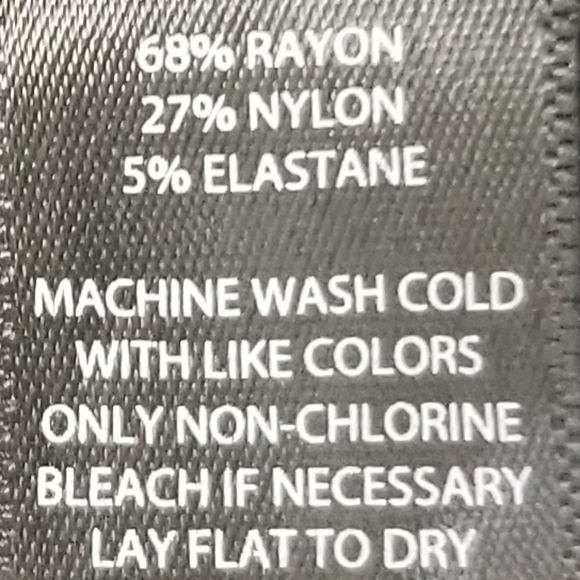 68% RAYON
27% NYLON
5% ELASTANE
MACHINE WASH COLD
WITH LIKE COLORS
ONLY NON-CHLORINE
BLEACH IF NECESSARY
LAY FLAT TO DRY